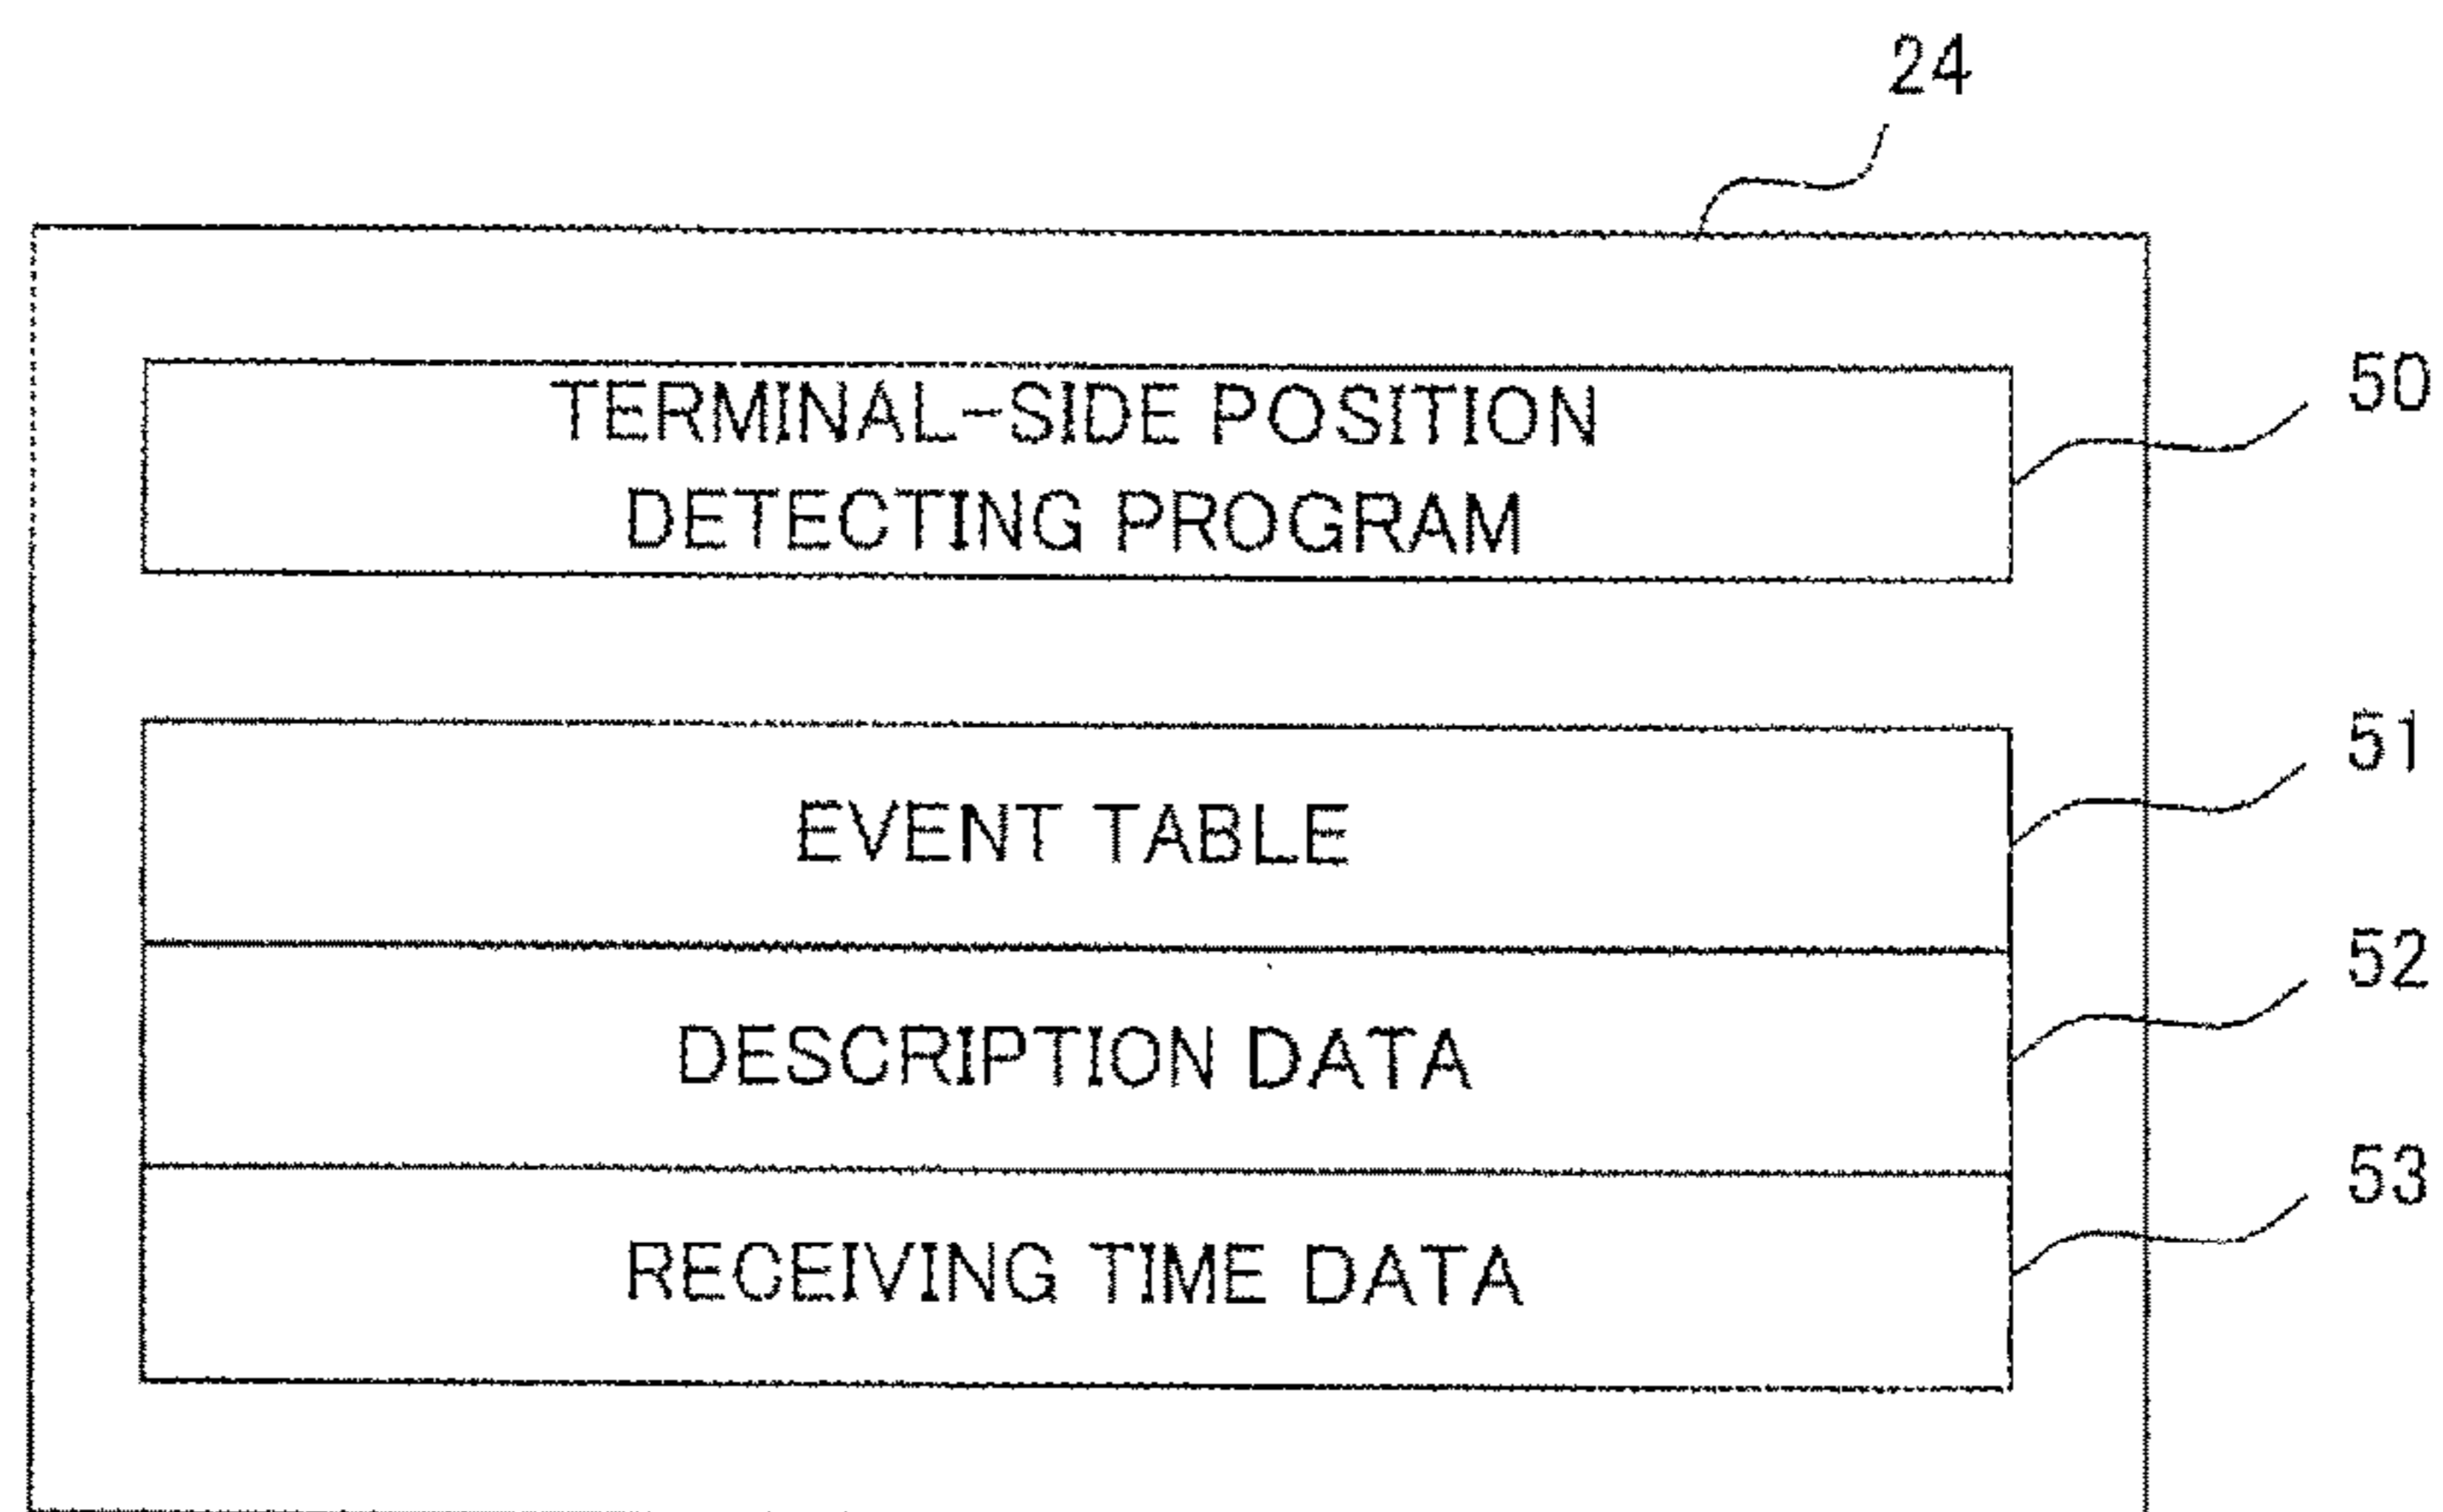 24
TERMINAL-SIDE POSITION
DETECTING PROGRAM
50
EVENT TABLE
51
DESCRIPTION DATA
52
RECEIVING TIME DATA
53